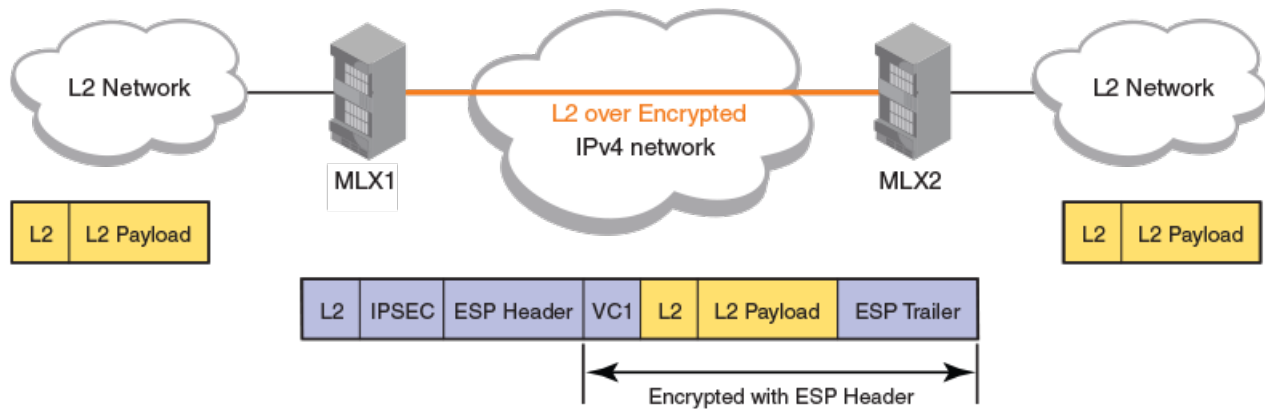 L2 Network
L2 over Encrypted
IPv4 network
L2 Network
MLX1
MLX2
L2
L2 Payload
L2
L2 Payload
L2
IPSEC
ESP Header
VC1
L2
L2 Payload
ESP Trailer
Encrypted with ESP Header